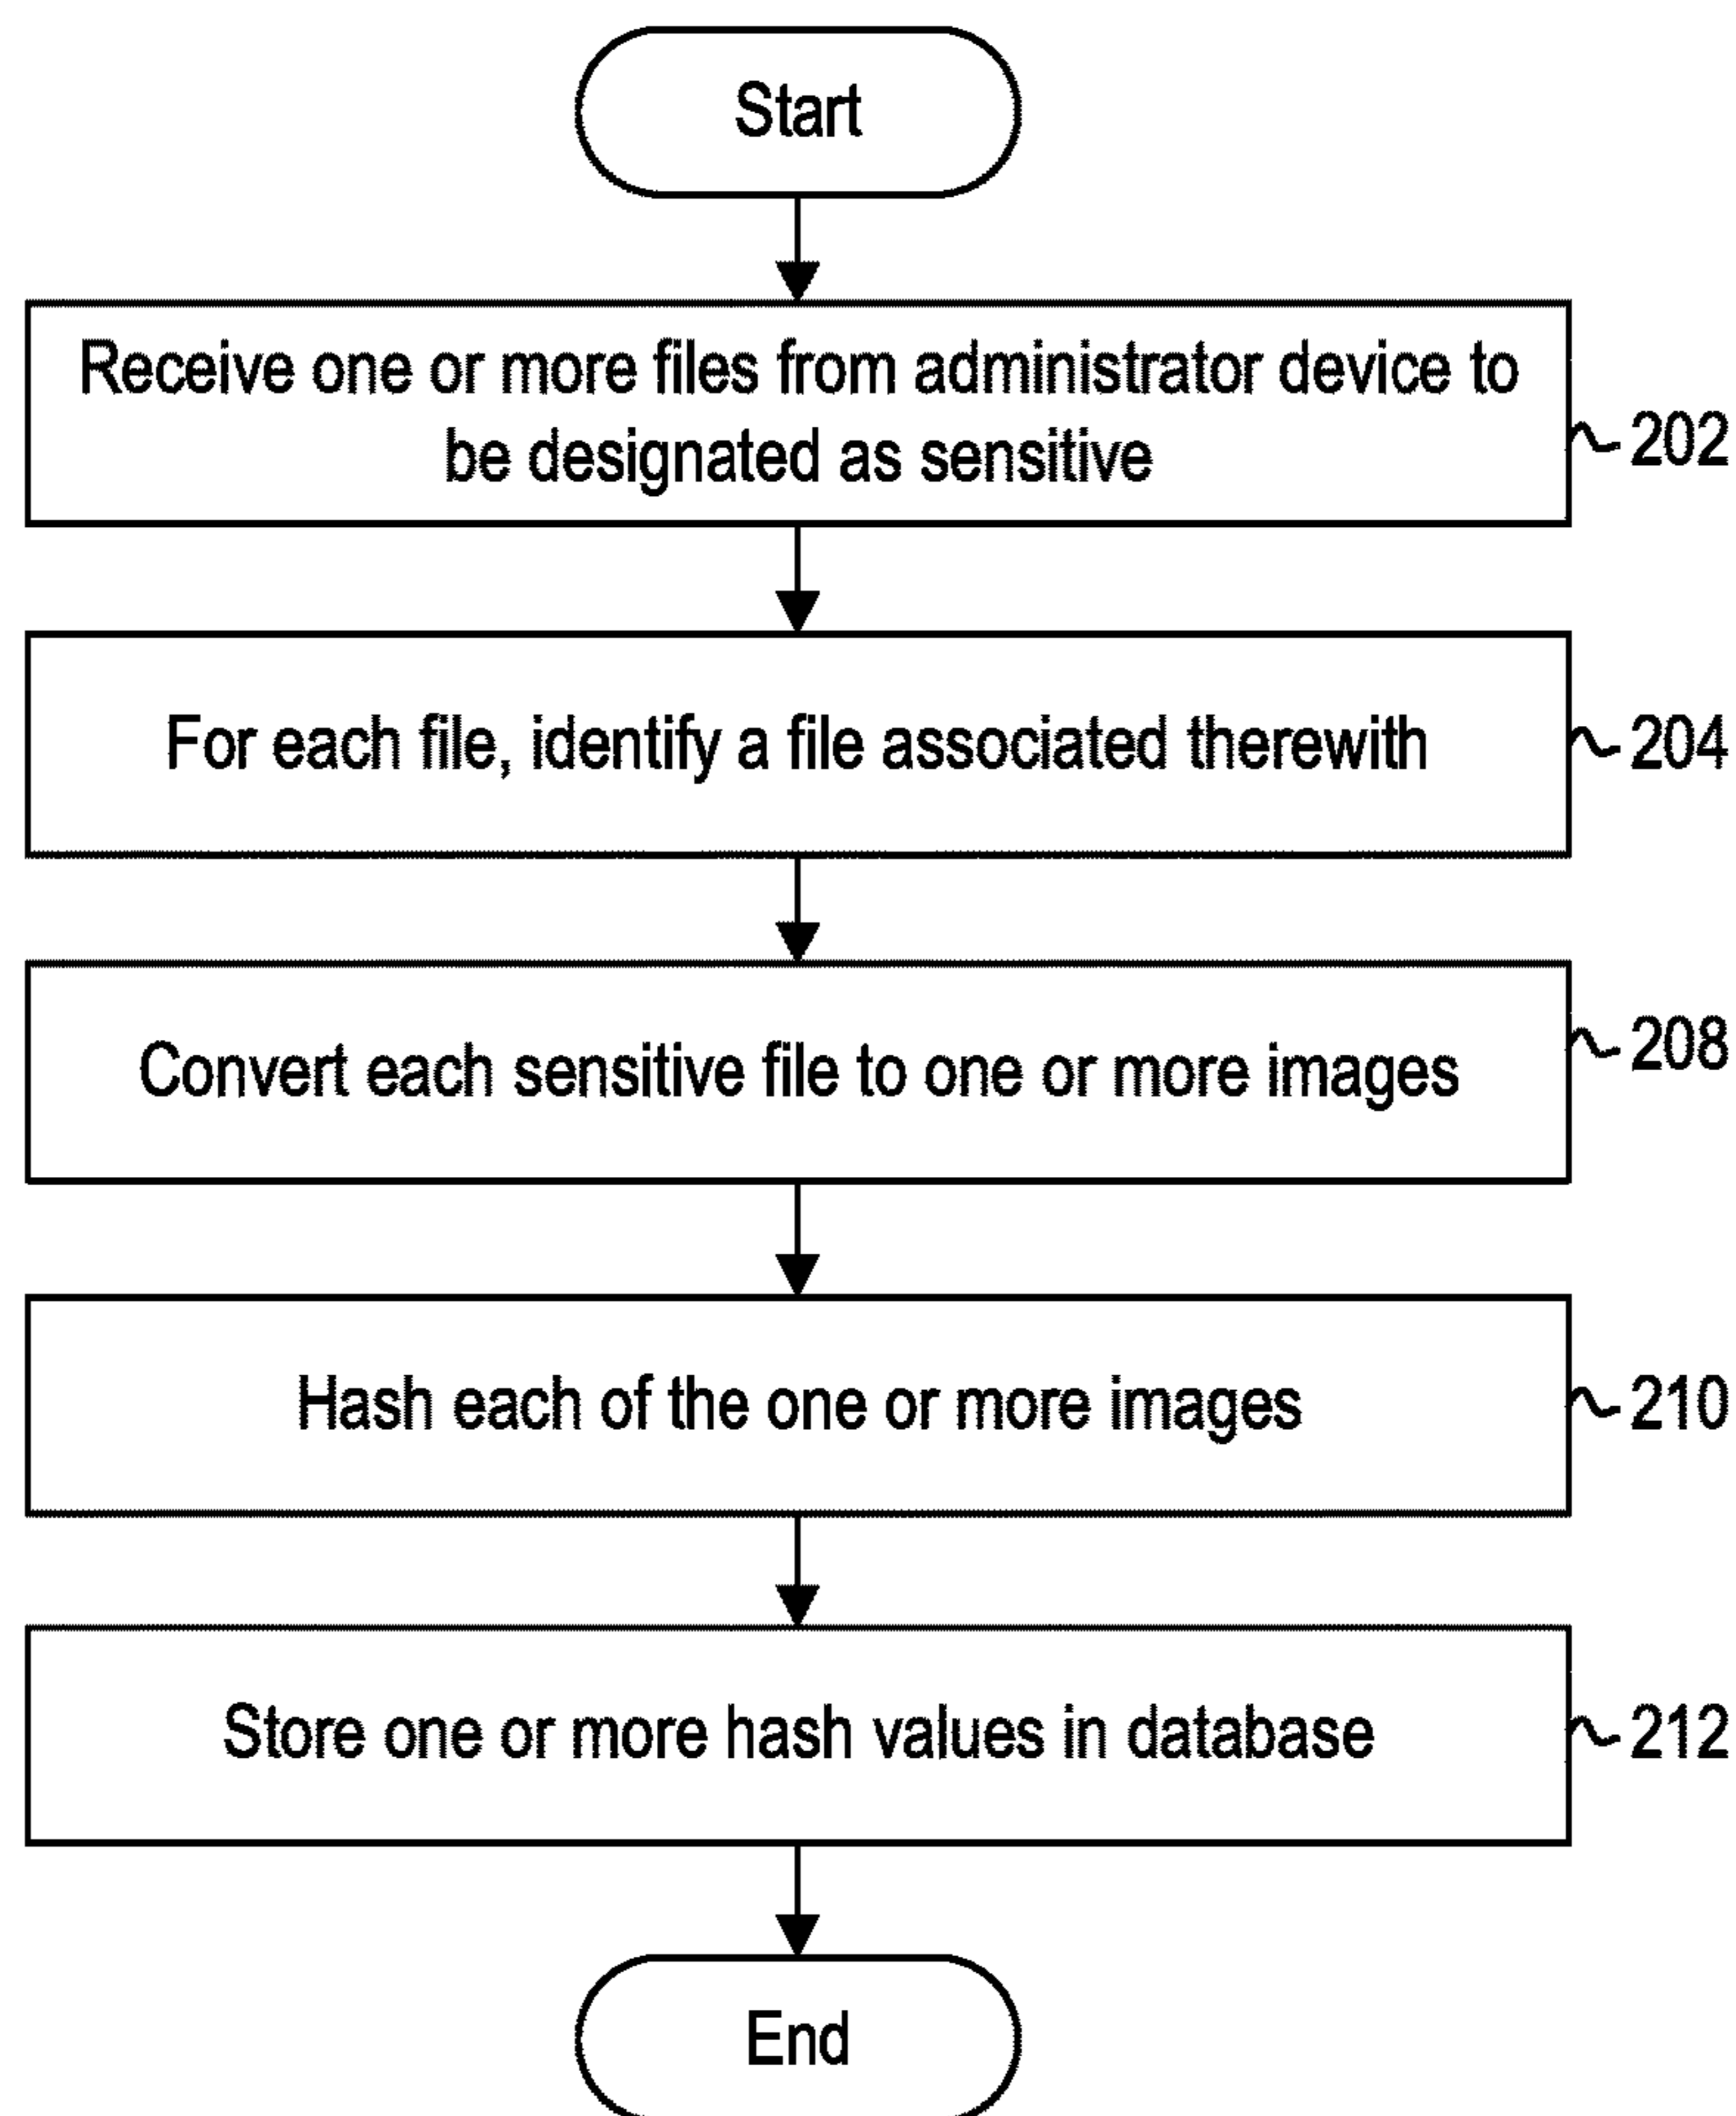 Start
Receive one or more files from administrator device to
be designated as sensitive
202
For each file, identify a file associated therewith
204
Convert each sensitive file to one or more images
208
Hash each of the one or more images
210
Store one or more hash values in database
212
End